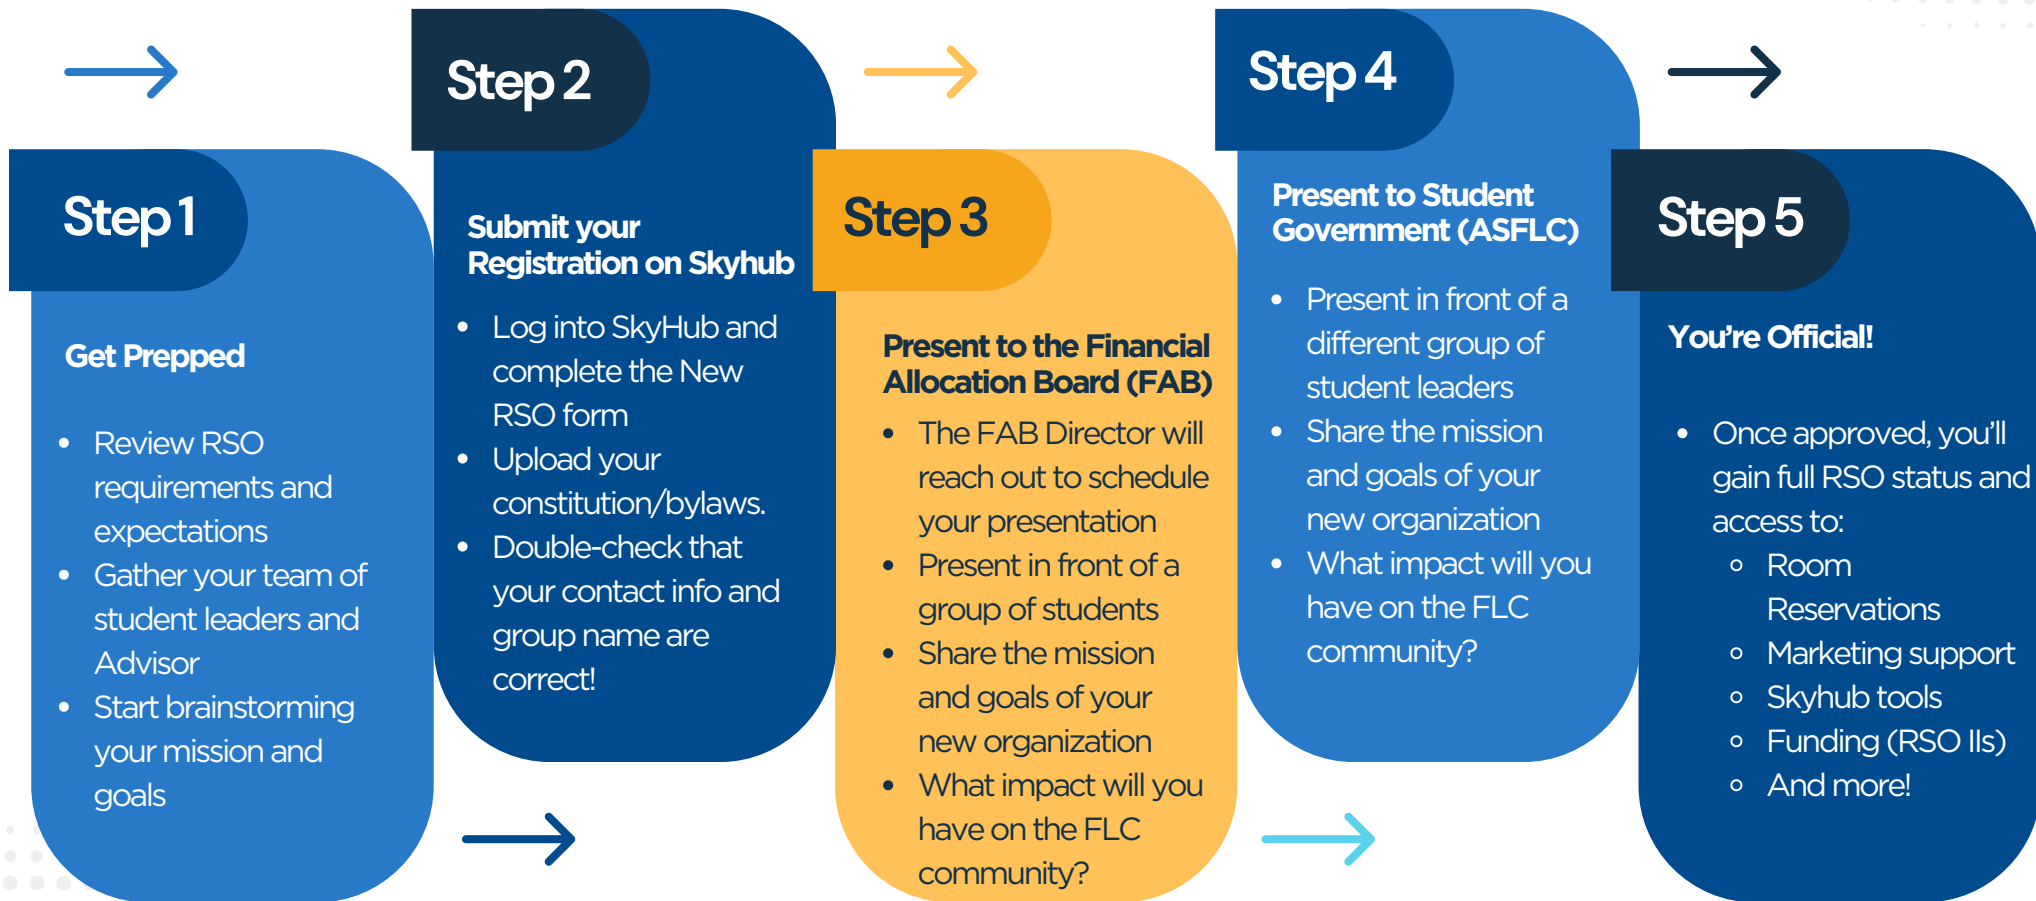 Step 1
Get Prepped
• Review RSO
requirements and
expectations
• Gather your team of
student leaders and
Advisor
• Start brainstorming
your mission and
goals
Step 2
Submit your
Registration on Skyhub
• Log into SkyHub and
complete the New
RSO form
• Upload your
constitution/bylaws.
• Double-check that
your contact info and
group name are
correct!
Step 3
Present to the Financial
Allocation Board (FAB)
• The FAB Director will
reach out to schedule
your presentation
• Present in front of a
group of students
• Share the mission
and goals of your
new organization
• What impact will you
have on the FLC
community?
Step 4
Present to Student
Government (ASFLC)
• Present in front of a
different group of
student leaders
• Share the mission
and goals of your
new organization
• What impact will you
have on the FLC
community?
Step 5
You're Official!
• Once approved, you'll
gain full RSO status and
access to:
◦ Room
Reservations
◦ Marketing support
◦ Skyhub tools
◦ Funding (RSO IIs)
◦ And more!